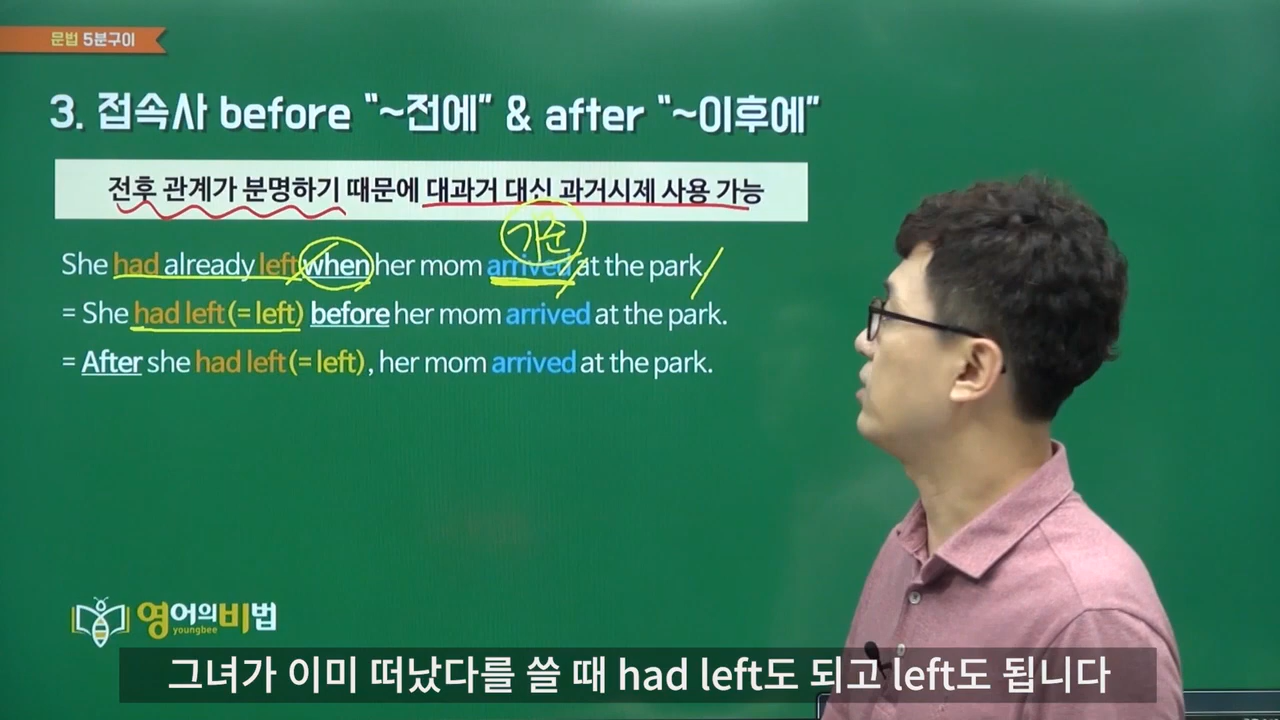 문법 5분구이
3. 접속사 before “~전에” & after “~이후에”
전후 관계가 분명하기 때문에 대과거 대신 과거시제 사용 가능
기준
She had already left when her mom arrived at the park.
= She had left(= left) before her mom arrived at the park.
= After she had left(= left), her mom arrived at the park.
영어의비법
youngbee
그녀가 이미 떠났다를 쓸 때 had left도 되고 left도 됩니다